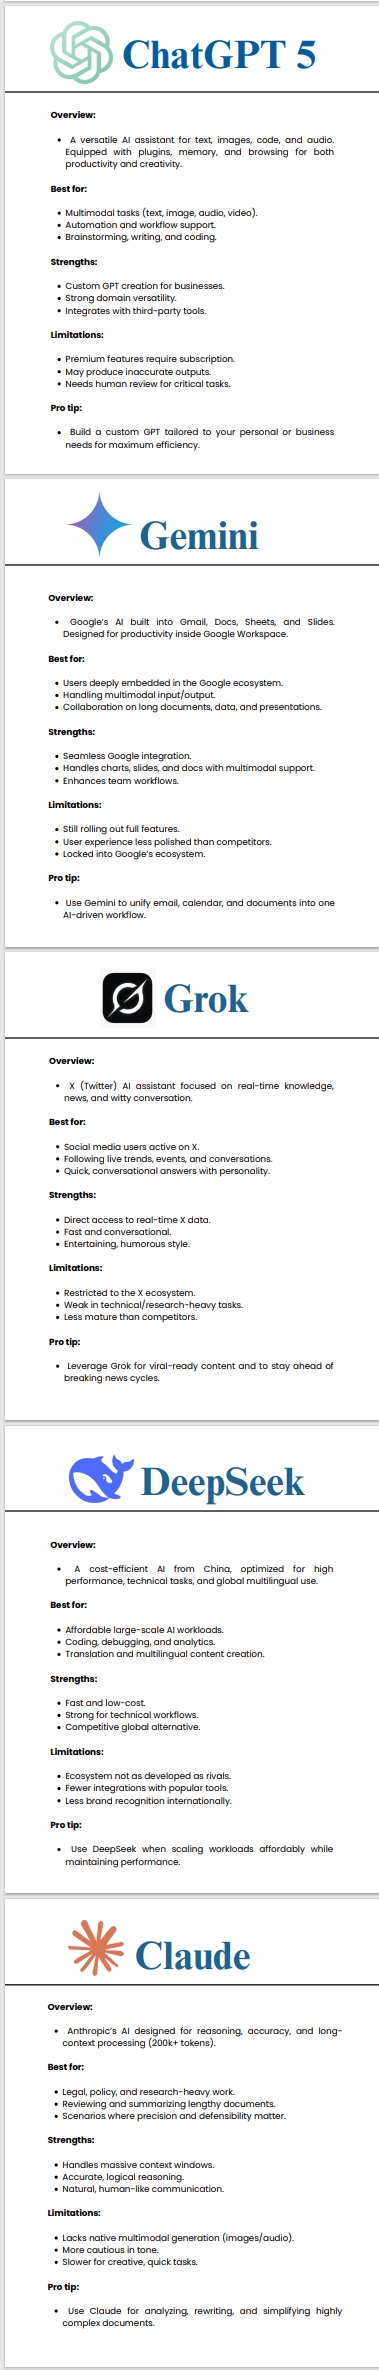 ChatGPT 5
Overview:
• A versatile AI assistant for text, images, code, and audio.
Equipped with plugins, memory, and browsing for both
productivity and creativity.
Best for:
• Multimodal tasks (text, image, audio, video).
• Automation and workflow support.
• Brainstorming, writing, and coding.
Strengths:
• Custom GPT creation for businesses.
• Strong domain versatility.
• Integrates with third-party tools.
Limitations:
• Premium features require subscription.
• May produce inaccurate outputs.
• Needs human review for critical tasks.
Pro tip:
• Build a custom GPT tailored to your personal or business
needs for maximum efficiency.
Gemini
Overview:
• Google's AI built into Gmail, Docs, Sheets, and Slides.
Designed for productivity inside Google Workspace.
Best for:
• Users deeply embedded in the Google ecosystem.
• Handling multimodal input/output.
• Collaboration on long documents, data, and presentations.
Strengths:
• Seamless Google integration.
• Handles charts, slides, and docs with multimodal support.
• Enhances team workflows.
Limitations:
• Still rolling out full features.
• User experience less polished than competitors.
• Locked into Google's ecosystem.
Pro tip:
• Use Gemini to unify email, calendar, and documents into one
AI-driven workflow.
Grok
Overview:
• X (Twitter) AI assistant focused on real-time knowledge,
news, and witty conversation.
Best for:
• Social media users active on X.
• Following live trends, events, and conversations.
• Quick, conversational answers with personality.
Strengths:
• Direct access to real-time X data.
• Fast and conversational.
• Entertaining, humorous style.
Limitations:
• Restricted to the X ecosystem.
• Weak in technical/research-heavy tasks.
• Less mature than competitors.
Pro tip:
• Leverage Grok for viral-ready content and to stay ahead of
breaking news cycles.
DeepSeek
Overview:
• A cost-efficient AI from China, optimized for high
performance, technical tasks, and global multilingual use.
Best for:
• Affordable large-scale AI workloads.
• Coding, debugging, and analytics.
• Translation and multilingual content creation.
Strengths:
• Fast and low-cost.
• Strong for technical workflows.
• Competitive global alternative.
Limitations:
• Ecosystem not as developed as rivals.
• Fewer integrations with popular tools.
• Less brand recognition internationally.
Pro tip:
• Use DeepSeek when scaling workloads affordably while
maintaining performance.
Claude
Overview:
• Anthropic's AI designed for reasoning, accuracy, and long-
context processing (200k+ tokens).
Best for:
• Legal, policy, and research-heavy work.
• Reviewing and summarizing lengthy documents.
• Scenarios where precision and defensibility matter.
Strengths:
• Handles massive context windows.
• Accurate, logical reasoning.
• Natural, human-like communication.
Limitations:
• Lacks native multimodal generation (images/audio).
• More cautious in tone.
• Slower for creative, quick tasks.
Pro tip:
• Use Claude for analyzing, rewriting, and simplifying highly
complex documents.